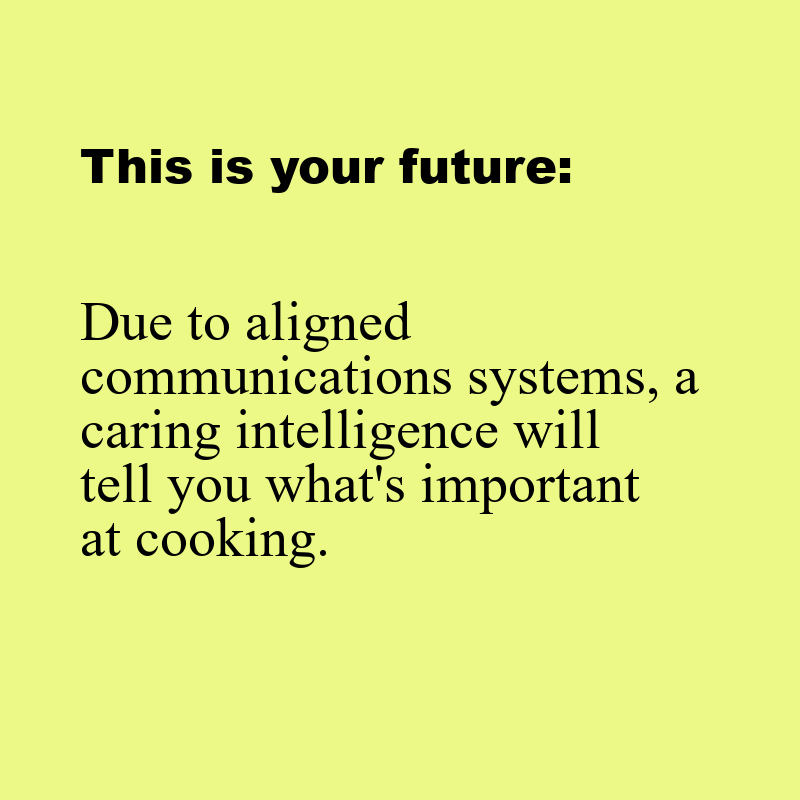 This is your future:
Due to aligned
communications systems, a
caring intelligence will
tell you what's important
at cooking.